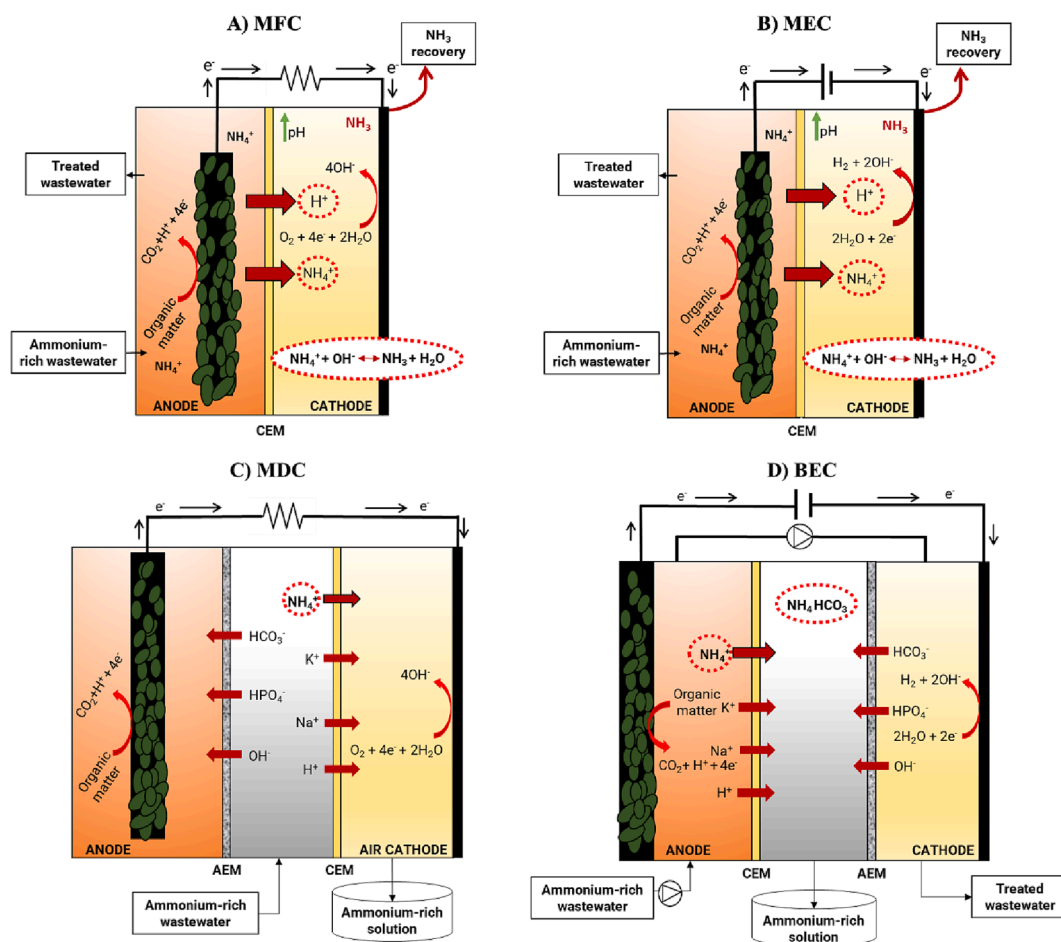 A) MFC
NH₃
recovery
e⁻
e⁻
NH₄⁺
pH
NH₃
4OH⁻
Treated
wastewater
H⁺
CO₂+H⁺ + 4e⁻
O₂ + 4e⁻ + 2H₂O
NH₄⁺
Organic
matter
Ammonium-
rich wastewater
NH₄⁺
NH₄⁺ + OH⁻ ↔ NH₃ + H₂O
ANODE
CATHODE
CEM
B) MEC
NH₃
recovery
e⁻
e⁻
NH₄⁺
pH
NH₃
H₂ + 2OH⁻
Treated
wastewater
H⁺
CO₂+H⁺ + 4e⁻
2H₂O + 2e⁻
NH₄⁺
Organic
matter
Ammonium-
rich wastewater
NH₄⁺
NH₄⁺ + OH⁻ ↔ NH₃ + H₂O
ANODE
CATHODE
CEM
C) MDC
e⁻
e⁻
NH₄⁺
HCO₃⁻
K⁺
4OH⁻
CO₂+H⁺ + 4e⁻
HPO₄⁻
Na⁺
O₂ + 4e⁻ + 2H₂O
OH⁻
H⁺
Organic
matter
ANODE
AIR CATHODE
AEM
CEM
Ammonium-rich
wastewater
Ammonium-rich
solution
D) BEC
e⁻
e⁻
NH₄HCO₃
NH₄⁺
HCO₃⁻
H₂ + 2OH⁻
Organic
matter
K⁺
HPO₄⁻
2H₂O + 2e⁻
Na⁺
CO₂+ H⁺ + 4e⁻
OH⁻
H⁺
ANODE
CATHODE
CEM
AEM
Ammonium-rich
wastewater
Ammonium-rich
solution
Treated
wastewater